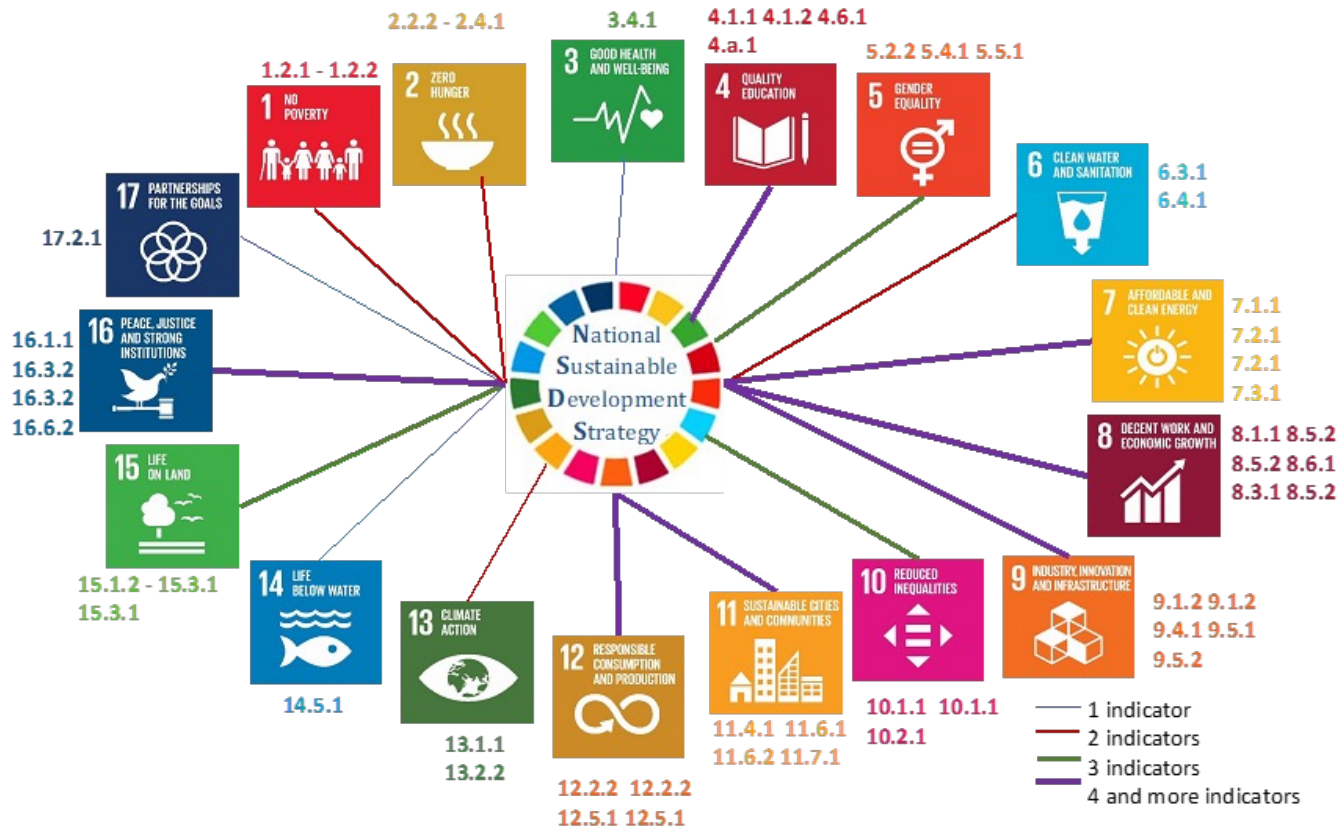 1.2.1 - 1.2.2
1 NO
POVERTY
2.2.2 - 2.4.1
2 ZERO
HUNGER
3.4.1
3 GOOD HEALTH
AND WELL-BEING
4.1.1 4.1.2 4.6.1
4.a.1
4 QUALITY
EDUCATION
5.2.2 5.4.1 5.5.1
5 GENDER
EQUALITY
6 CLEAN WATER
AND SANITATION
6.3.1
6.4.1
7 AFFORDABLE AND
CLEAN ENERGY
7.1.1
7.2.1
7.2.1
7.3.1
8 DECENT WORK AND
ECONOMIC GROWTH
8.1.1 8.5.2
8.5.2 8.6.1
8.3.1 8.5.2
9 INDUSTRY, INNOVATION
AND INFRASTRUCTURE
9.1.2 9.1.2
9.4.1 9.5.1
9.5.2
10 REDUCED
INEQUALITIES
10.1.1 10.1.1
10.2.1
11 SUSTAINABLE CITIES
AND COMMUNITIES
11.4.1 11.6.1
11.6.2 11.7.1
12 RESPONSIBLE
CONSUMPTION
AND PRODUCTION
12.2.2 12.2.2
12.5.1 12.5.1
13 CLIMATE
ACTION
13.1.1
13.2.2
14 LIFE
BELOW WATER
14.5.1
15 LIFE
ON LAND
15.1.2 - 15.3.1
15.3.1
16 PEACE, JUSTICE
AND STRONG
INSTITUTIONS
16.1.1
16.3.2
16.3.2
16.6.2
17 PARTNERSHIPS
FOR THE GOALS
17.2.1
National
Sustainable
Development
Strategy
1 indicator
2 indicators
3 indicators
4 and more indicators